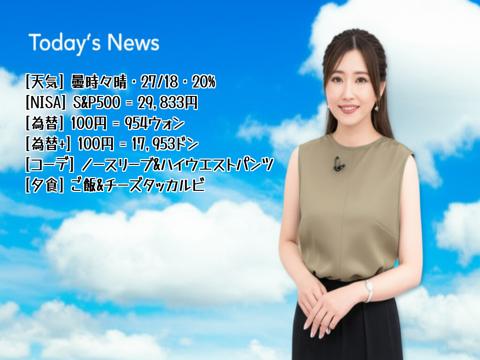 Today's News
[天気] 曇時々晴・27/18・20%
[NISA] S&P500 = 29,833円
[為替] 100円 = 954ウォン
[為替+] 100円 = 17,953ドン
[コーデ] ノースリーブ&ハイウエストパンツ
[夕食] ご飯&チーズタッカルビ